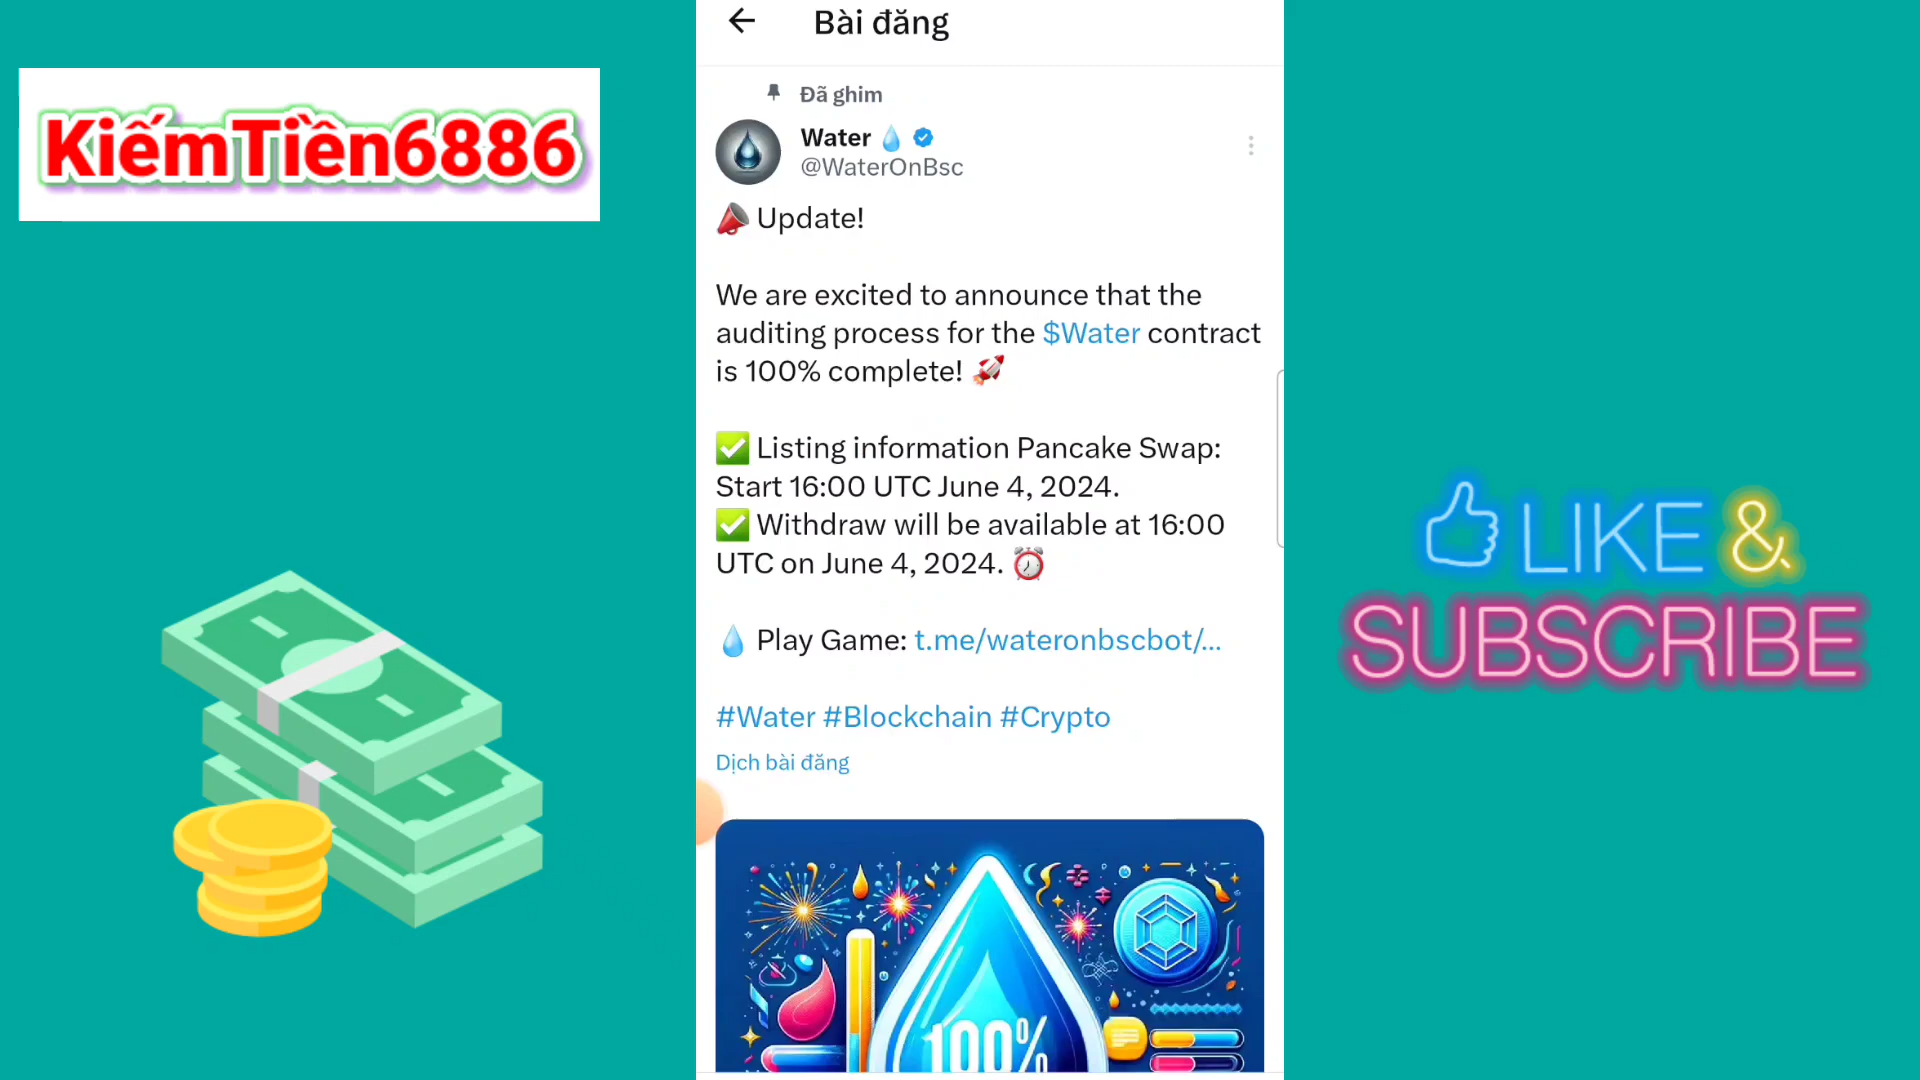 KiếmTiền6886
Bài đăng
Đã ghim
Water
@WaterOnBsc
Update!
We are excited to announce that the
auditing process for the $Water contract
is 100% complete!
Listing information Pancake Swap:
Start 16:00 UTC June 4, 2024.
Withdraw will be available at 16:00
UTC on June 4, 2024.
Play Game: t.me/wateronbscbot/...
#Water #Blockchain #Crypto
Dịch bài đăng
100%
LIKE &
SUBSCRIBE